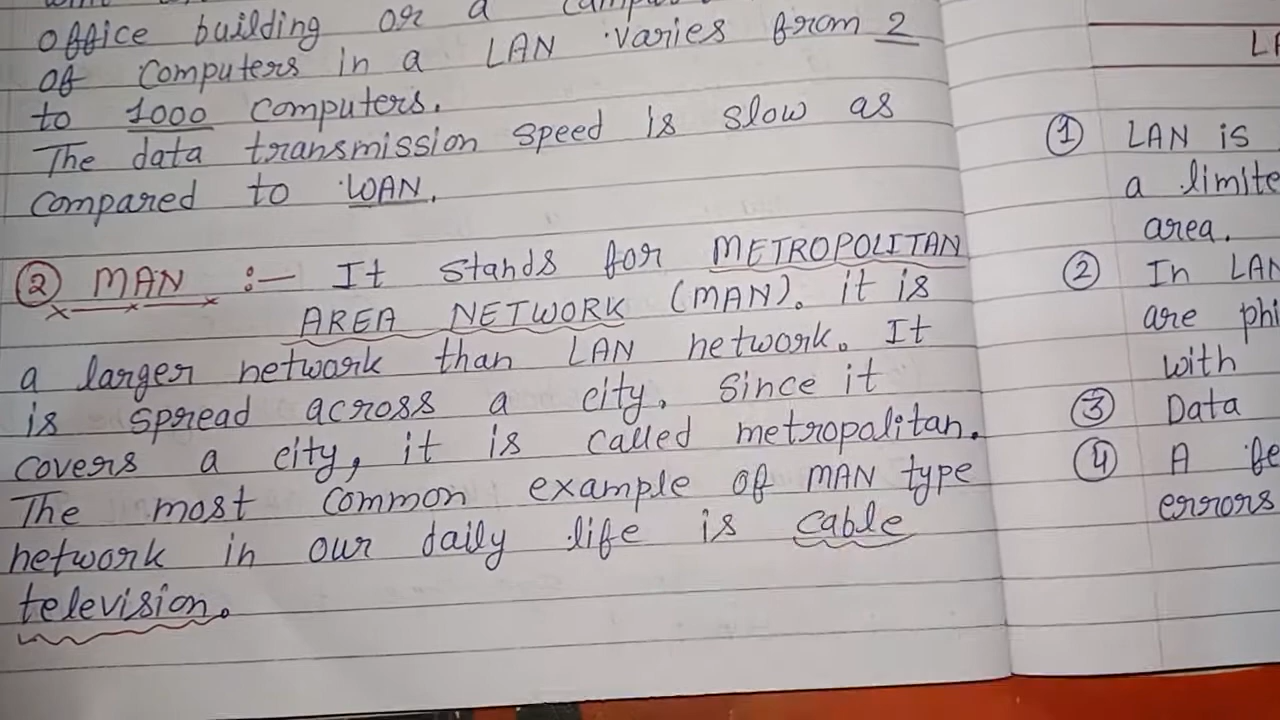 office building or a
of computers in a LAN varies from 2
to 1000 computers.
The data transmission speed is slow as
compared to WAN.
② MAN :— It stands for METROPOLITAN
AREA NETWORK (MAN). it is
a larger network than LAN network. It
is spread across a city. Since it
covers a city, it is called metropolitan.
The most common example of MAN type
network in our daily life is cable
television.
① LAN is
a limite
area.
② In LAN
are phi
with
③ Data
④ A fe
errors